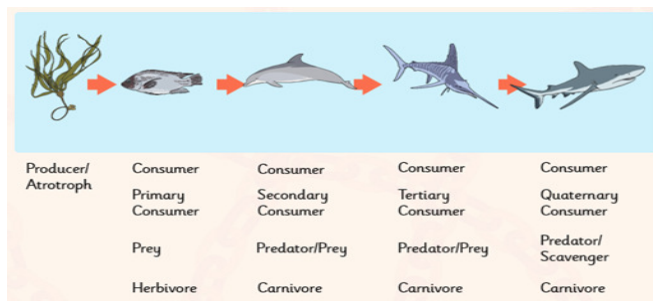 Producer/
Atrotroph
Consumer
Primary
Consumer
Prey
Herbivore
Consumer
Secondary
Consumer
Predator/Prey
Carnivore
Consumer
Tertiary
Consumer
Predator/Prey
Carnivore
Consumer
Quaternary
Consumer
Predator/
Scavenger
Carnivore